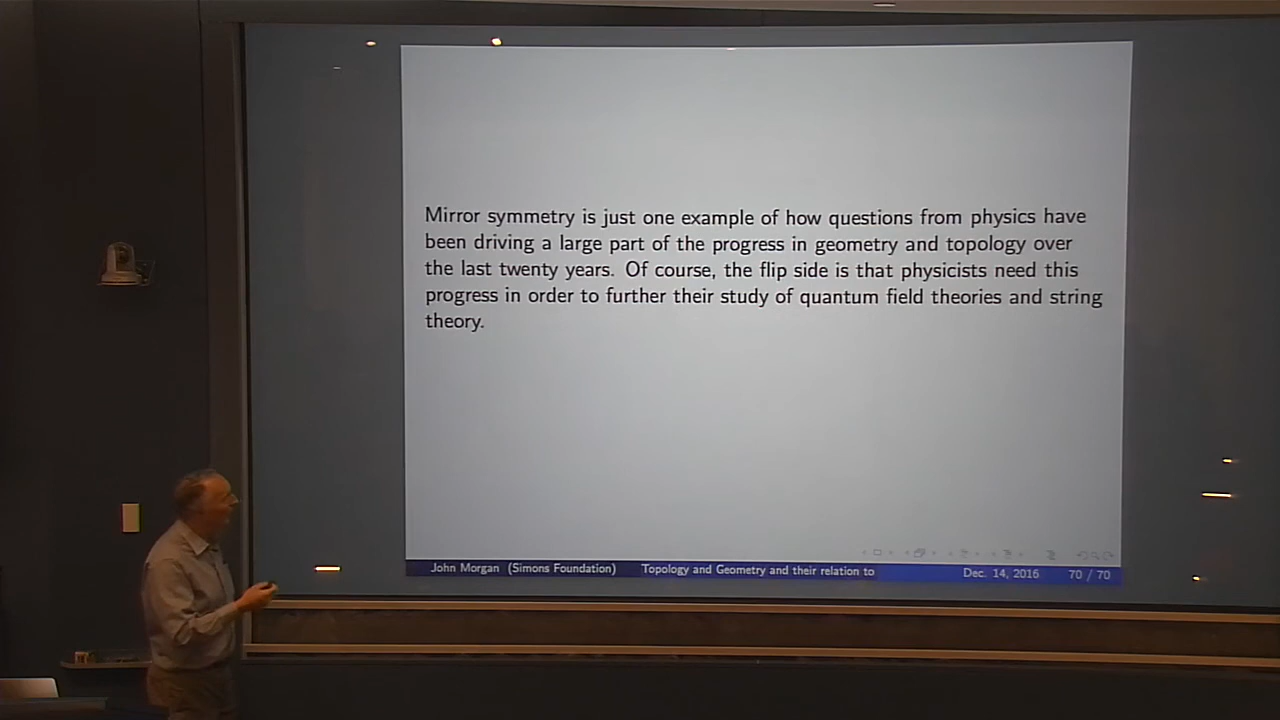 Mirror symmetry is just one example of how questions from physics have
been driving a large part of the progress in geometry and topology over
the last twenty years. Of course, the flip side is that physicists need this
progress in order to further their study of quantum field theories and string
theory.
John Morgan (Simons Foundation) Topology and Geometry and their relation to Dec. 14, 2016 70 / 70